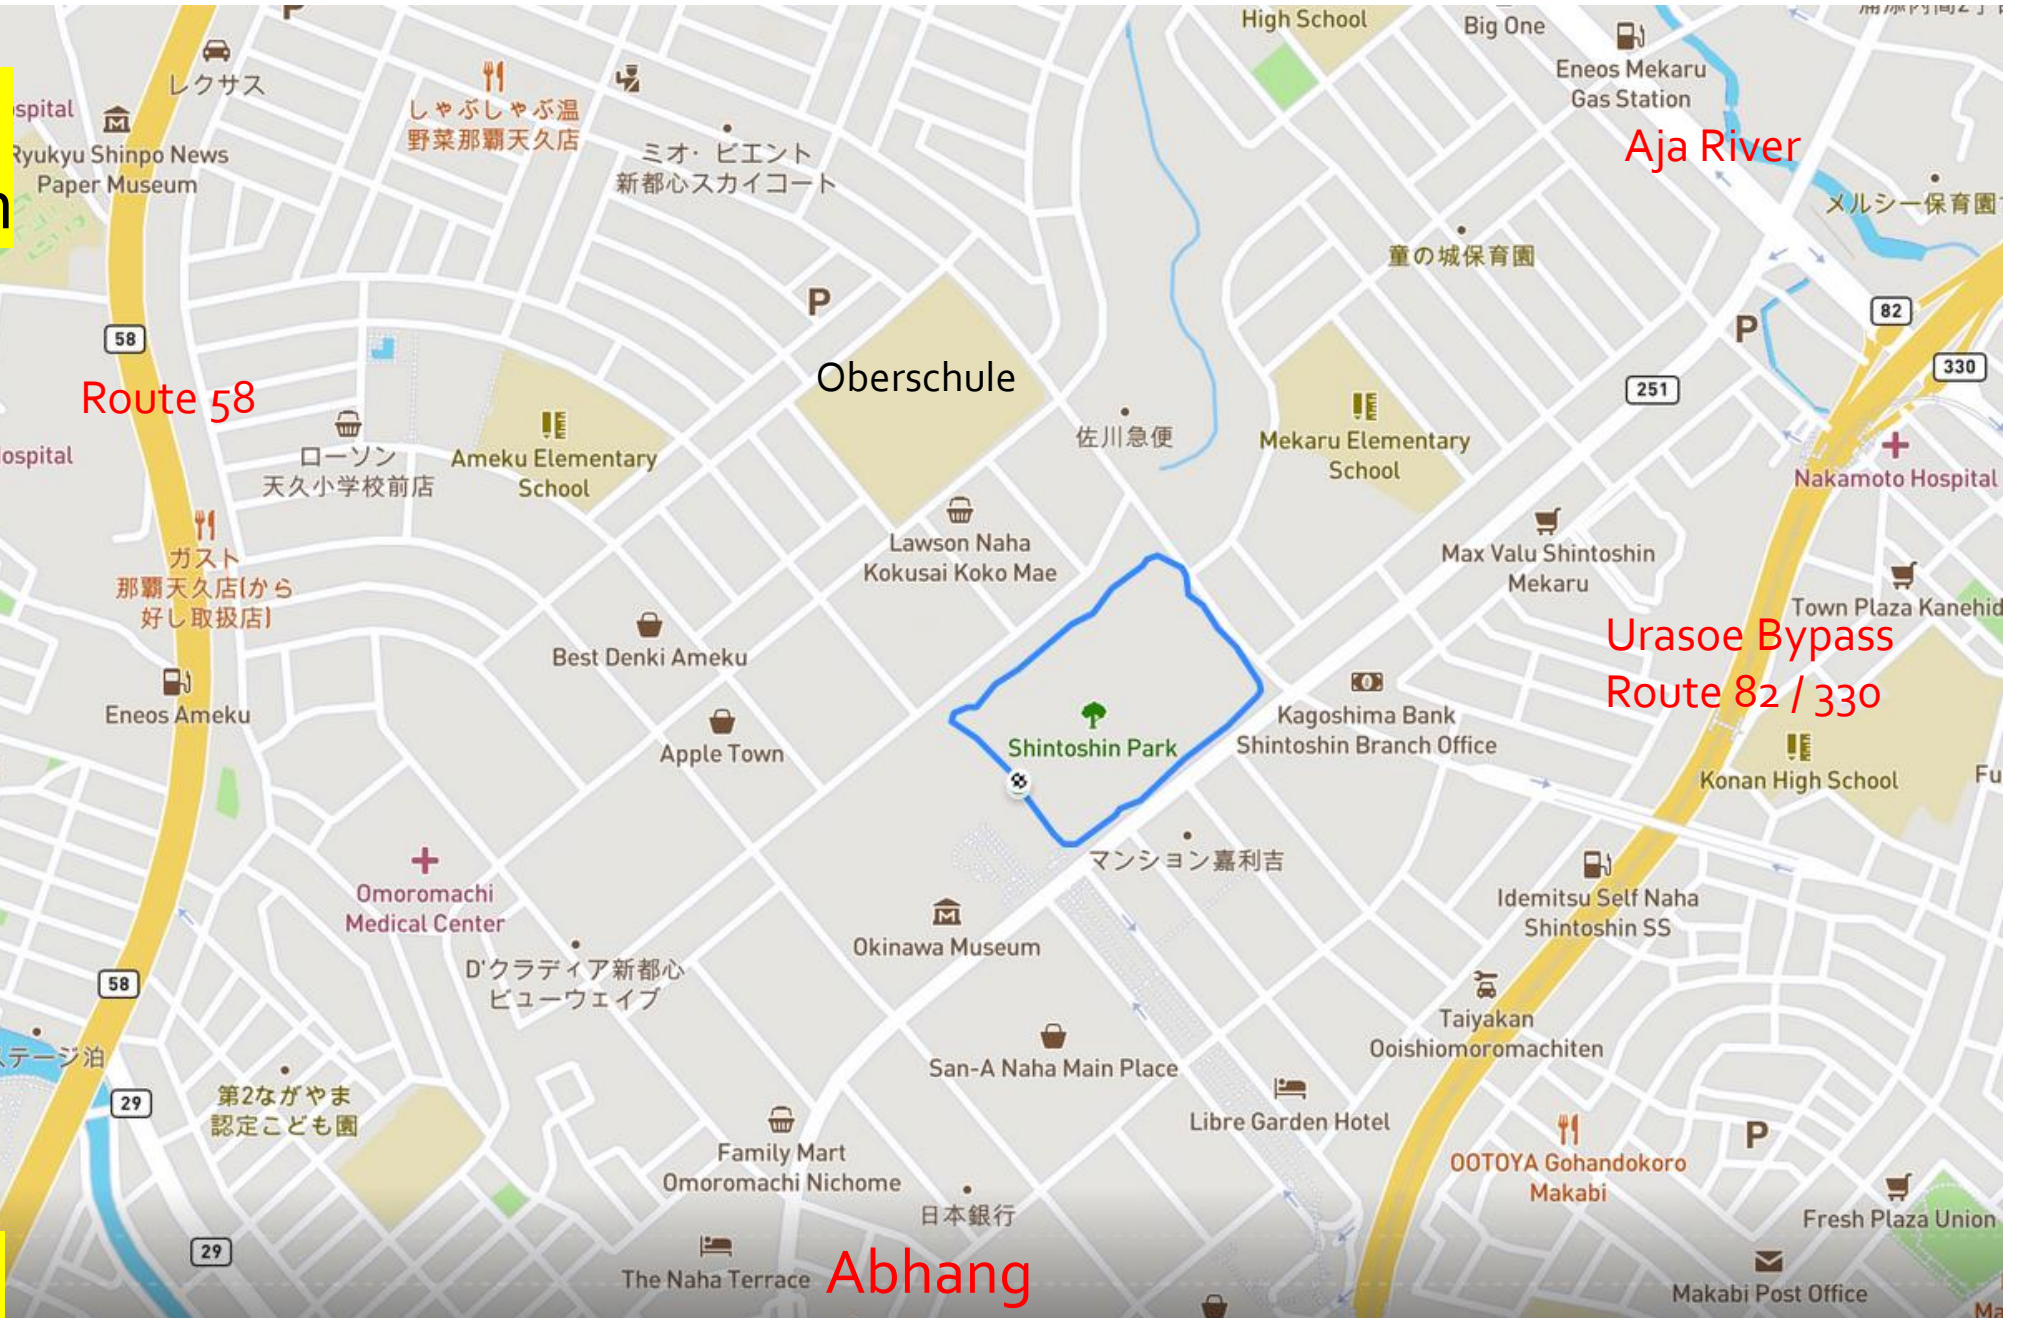 P
High School
Big One
レクサス
Eneos Mekaru
Gas Station
spital
しゃぶしゃぶ温
野菜那覇天久店
Ryukyu Shinpo News
Paper Museum
ミオ・ビエント
新都心スカイコート
Aja River
メルシー保育園
n
童の城保育園
P
82
58
P
330
Oberschule
251
Route 58
佐川急便
Mekaru Elementary
School
ospital
ローソン
天久小学校前店
Ameku Elementary
School
Nakamoto Hospital
Lawson Naha
Kokusai Koko Mae
Max Valu Shintoshin
Mekaru
ガスト
那覇天久店(から
好し取扱店)
Town Plaza Kanehid
Best Denki Ameku
Urasoe Bypass
Route 82 / 330
Eneos Ameku
Apple Town
Shintoshin Park
Kagoshima Bank
Shintoshin Branch Office
Konan High School
Fu
マンション嘉利吉
Omoromachi
Medical Center
Okinawa Museum
Idemitsu Self Naha
Shintoshin SS
D'クラディア新都心
ビューウェイブ
58
Taiyakan
Ooishiomoromachiten
ステージ泊
San-A Naha Main Place
29
第2ながやま
認定こども園
Libre Garden Hotel
P
Family Mart
Omoromachi Nichome
OOTOYA Gohandokoro
Makabi
日本銀行
Fresh Plaza Union
29
The Naha Terrace
Abhang
Makabi Post Office
Ma